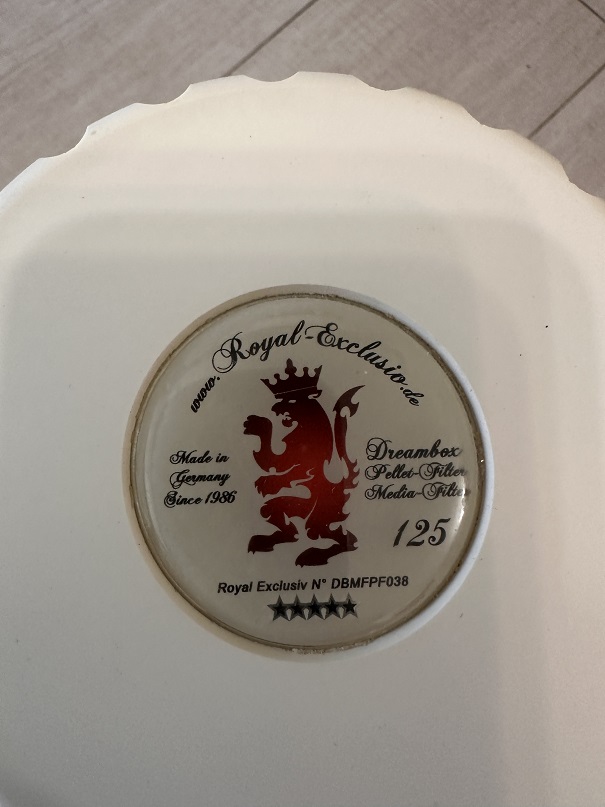 www.Royal-Exclusiv.de
Made in
Germany
Since 1986
Dreambox
Pellet-Filter
Media-Filter
125
Royal Exclusiv N° DBMFPF038